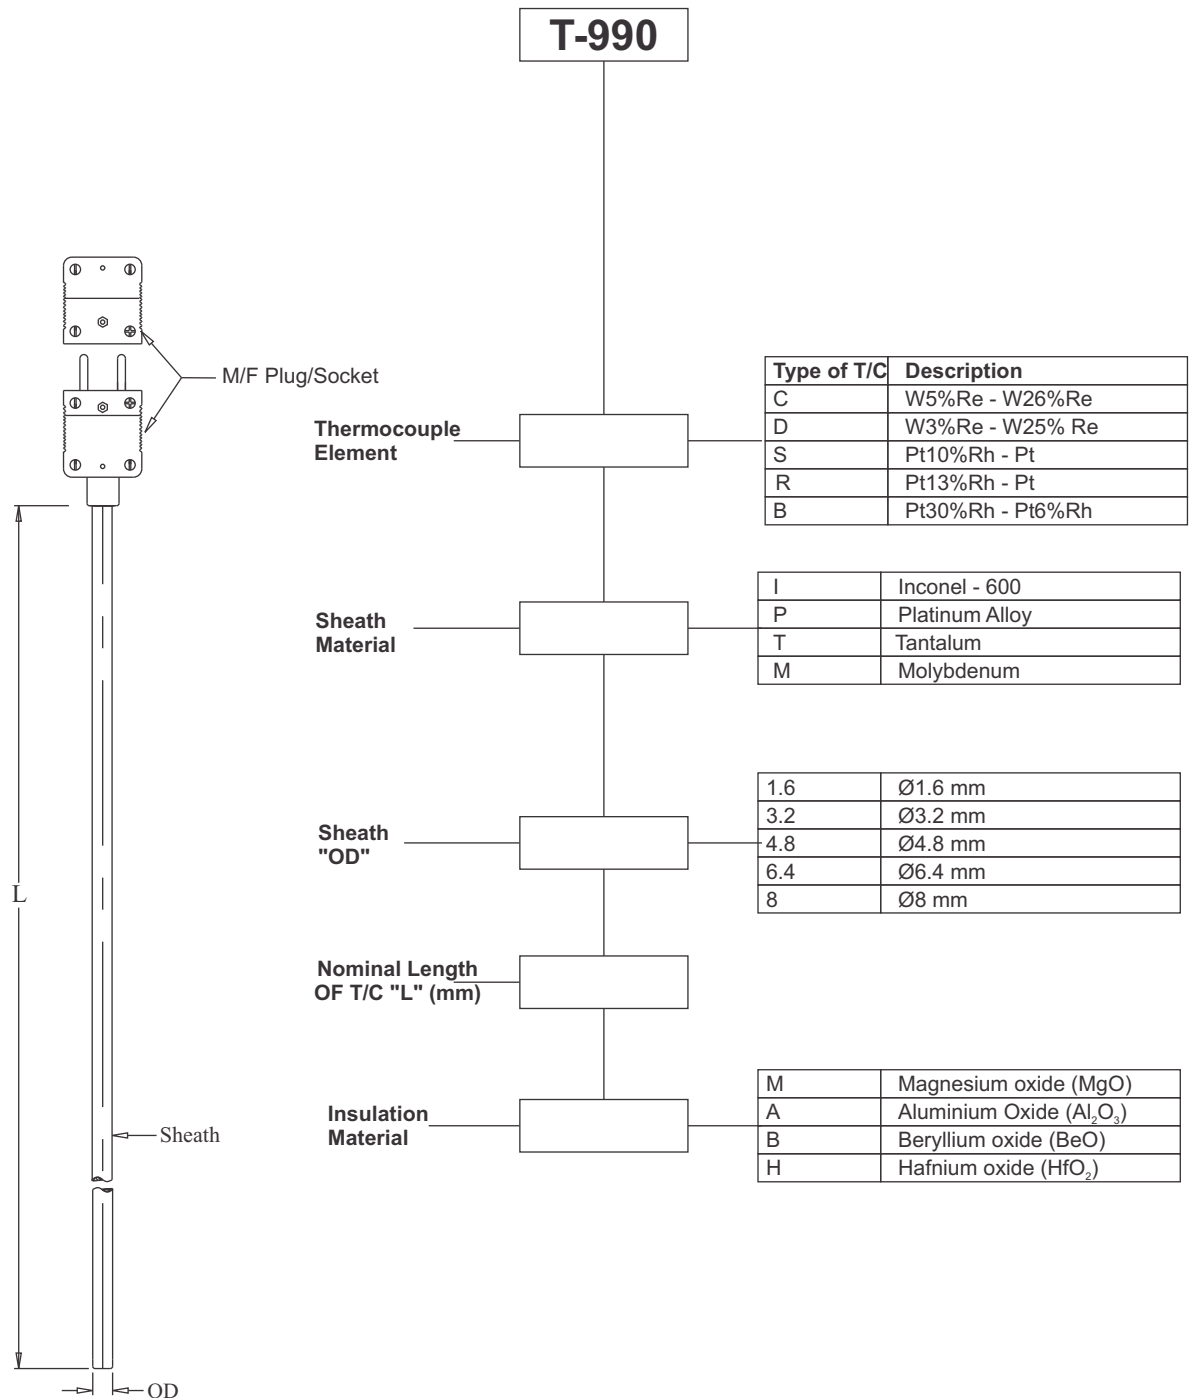 T-990
M/F Plug/Socket
Thermocouple
Element
Type of T/C Description
C W5%Re - W26%Re
D W3%Re - W25% Re
S Pt10%Rh - Pt
R Pt13%Rh - Pt
B Pt30%Rh - Pt6%Rh
Sheath
Material
I Inconel - 600
P Platinum Alloy
T Tantalum
M Molybdenum
Sheath
"OD"
1.6 Ø1.6 mm
3.2 Ø3.2 mm
4.8 Ø4.8 mm
6.4 Ø6.4 mm
8 Ø8 mm
L
Nominal Length
OF T/C "L" (mm)
Insulation
Material
M Magnesium oxide (MgO)
A Aluminium Oxide (Al₂O₃)
B Beryllium oxide (BeO)
H Hafnium oxide (HfO₂)
Sheath
OD